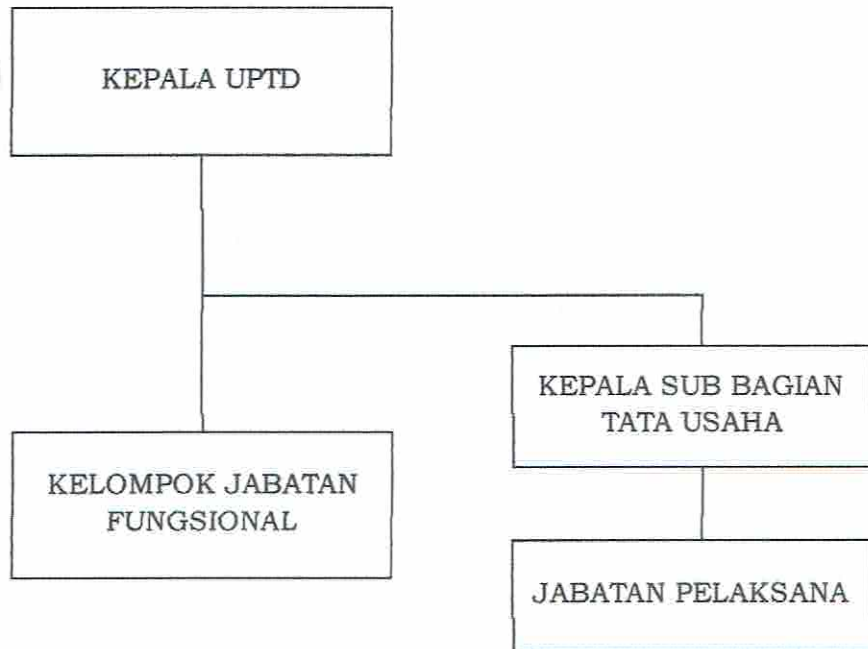 KEPALA UPTD
KEPALA SUB BAGIAN
TATA USAHA
KELOMPOK JABATAN
FUNGSIONAL
JABATAN PELAKSANA